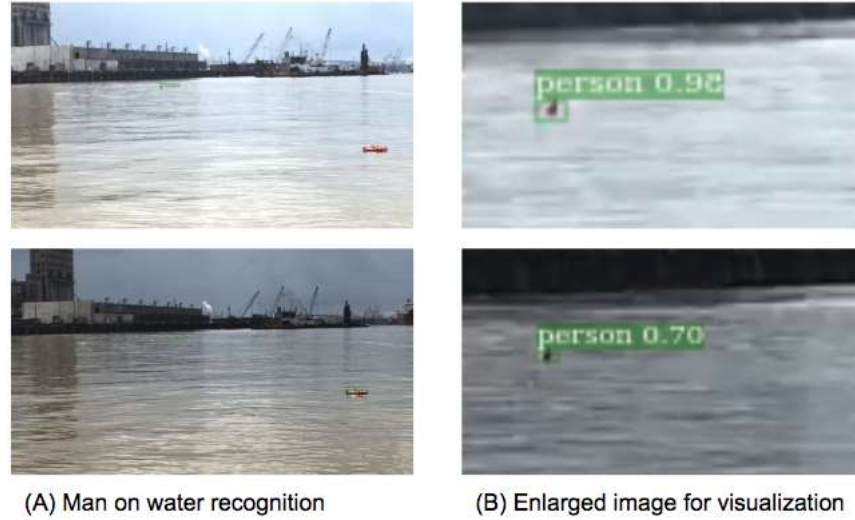 person 0.98
person 0.70
(A) Man on water recognition
(B) Enlarged image for visualization